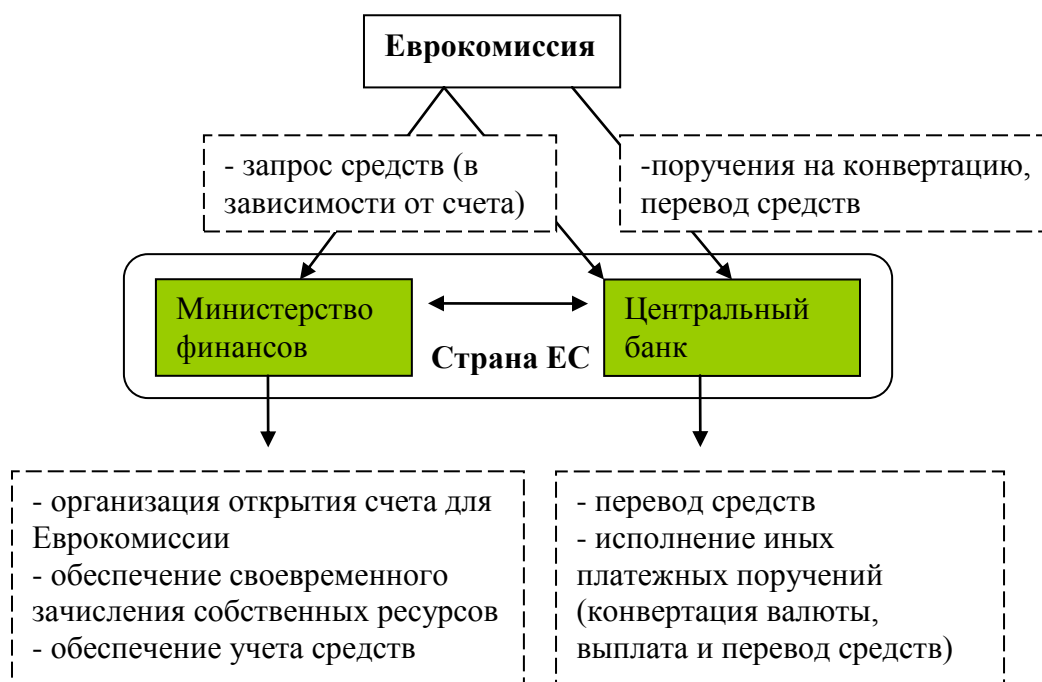 Еврокомиссия
- запрос средств (в
зависимости от счета)
-поручения на конвертацию,
перевод средств
Министерство
финансов
Страна ЕС
Центральный
банк
- организация открытия счета для
Еврокомиссии
- обеспечение своевременного
зачисления собственных ресурсов
- обеспечение учета средств
- перевод средств
- исполнение иных
платежных поручений
(конвертация валюты,
выплата и перевод средств)